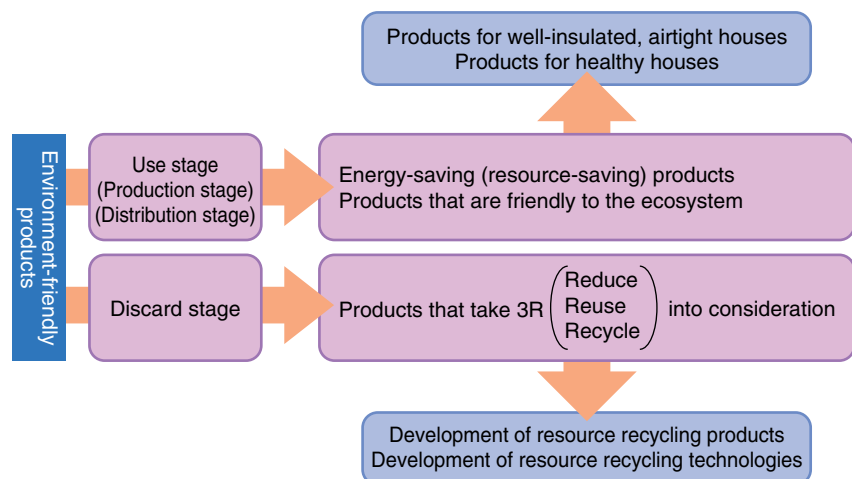 Products for well-insulated, airtight houses
Products for healthy houses
Environment-friendly
products
Use stage
(Production stage)
(Distribution stage)
Energy-saving (resource-saving) products
Products that are friendly to the ecosystem
Discard stage
Products that take 3R (Reduce
Reuse
Recycle) into consideration
Development of resource recycling products
Development of resource recycling technologies